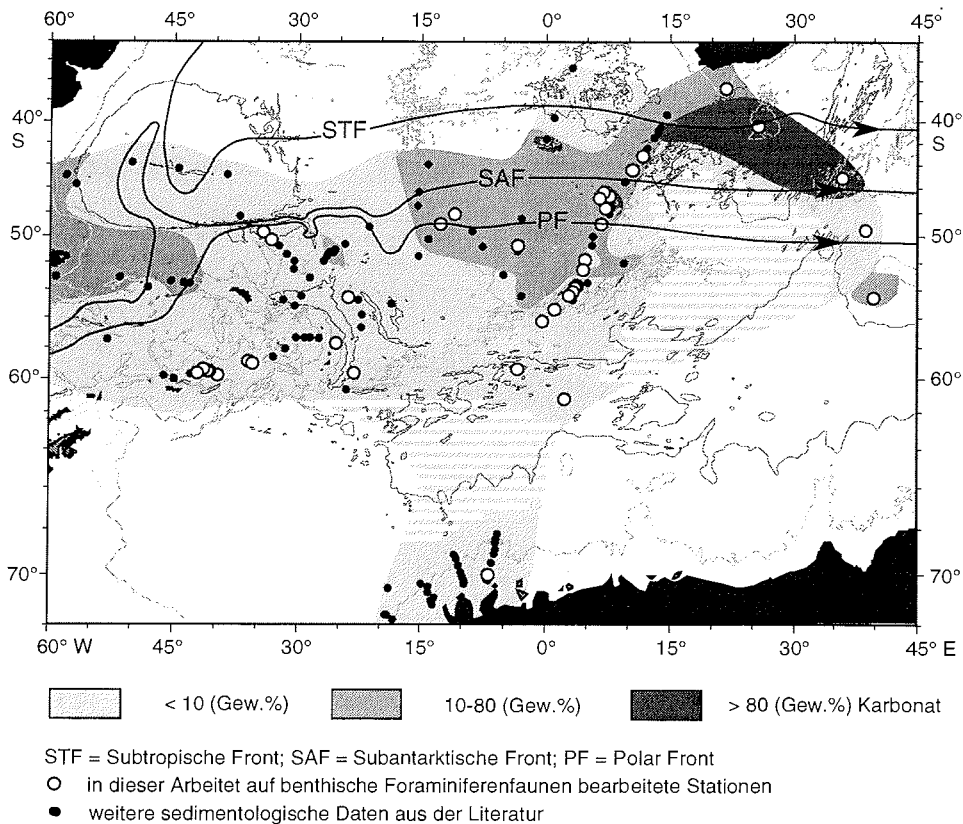 60° 45° 30° 15° 0° 15° 30° 45°
40° S STF 40° S
SAF
50° PF 50°
60° 60°
70° 70°
60° W 45° 30° 15° 0° 15° 30° 45° E
< 10 (Gew.%) 10-80 (Gew.%) > 80 (Gew.%) Karbonat
STF = Subtropische Front; SAF = Subantarktische Front; PF = Polar Front
in dieser Arbeitet auf benthische Foraminiferenfaunen bearbeitete Stationen
weitere sedimentologische Daten aus der Literatur